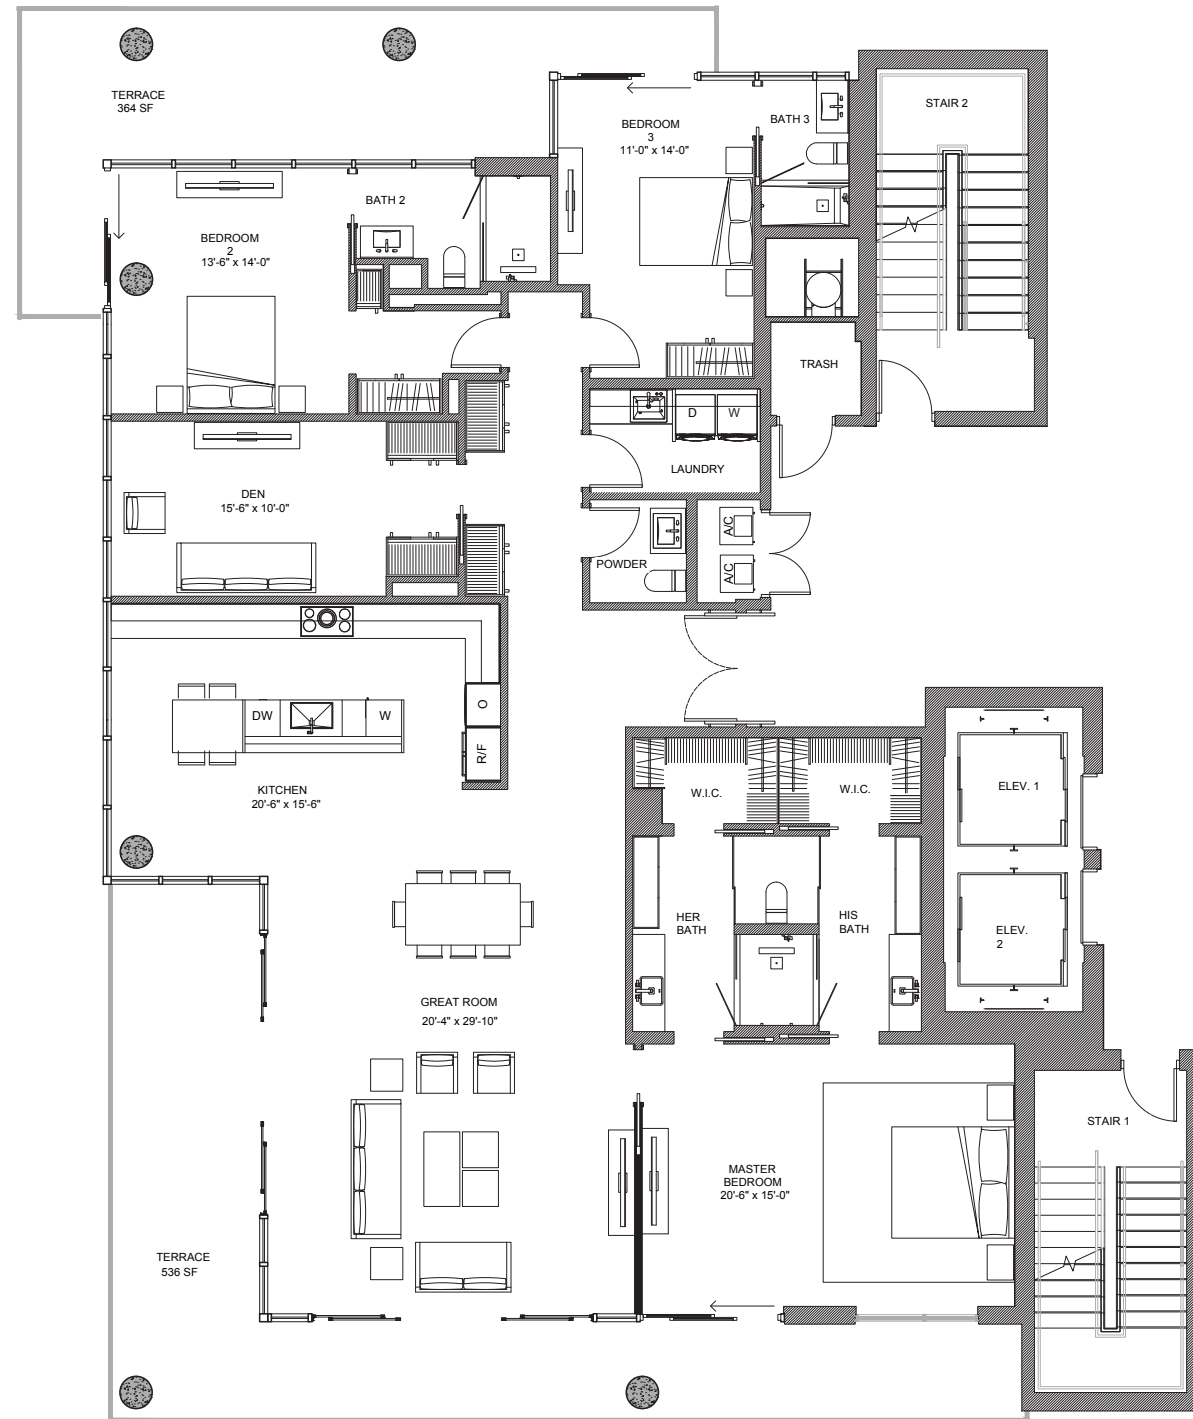 TERRACE
364 SF
STAIR 2
BEDROOM
3
11'-0" x 14'-0"
BATH 3
BATH 2
BEDROOM
2
13'-6" x 14'-0"
TRASH
D
W
LAUNDRY
DEN
15'-6" x 10'-0"
A/C
A/C
POWDER
DW
W
O
R/F
KITCHEN
20'-6" x 15'-6"
W.I.C.
W.I.C.
ELEV. 1
HER
BATH
HIS
BATH
ELEV.
2
GREAT ROOM
20'-4" x 29'-10"
STAIR 1
MASTER
BEDROOM
20'-6" x 15'-0"
TERRACE
536 SF